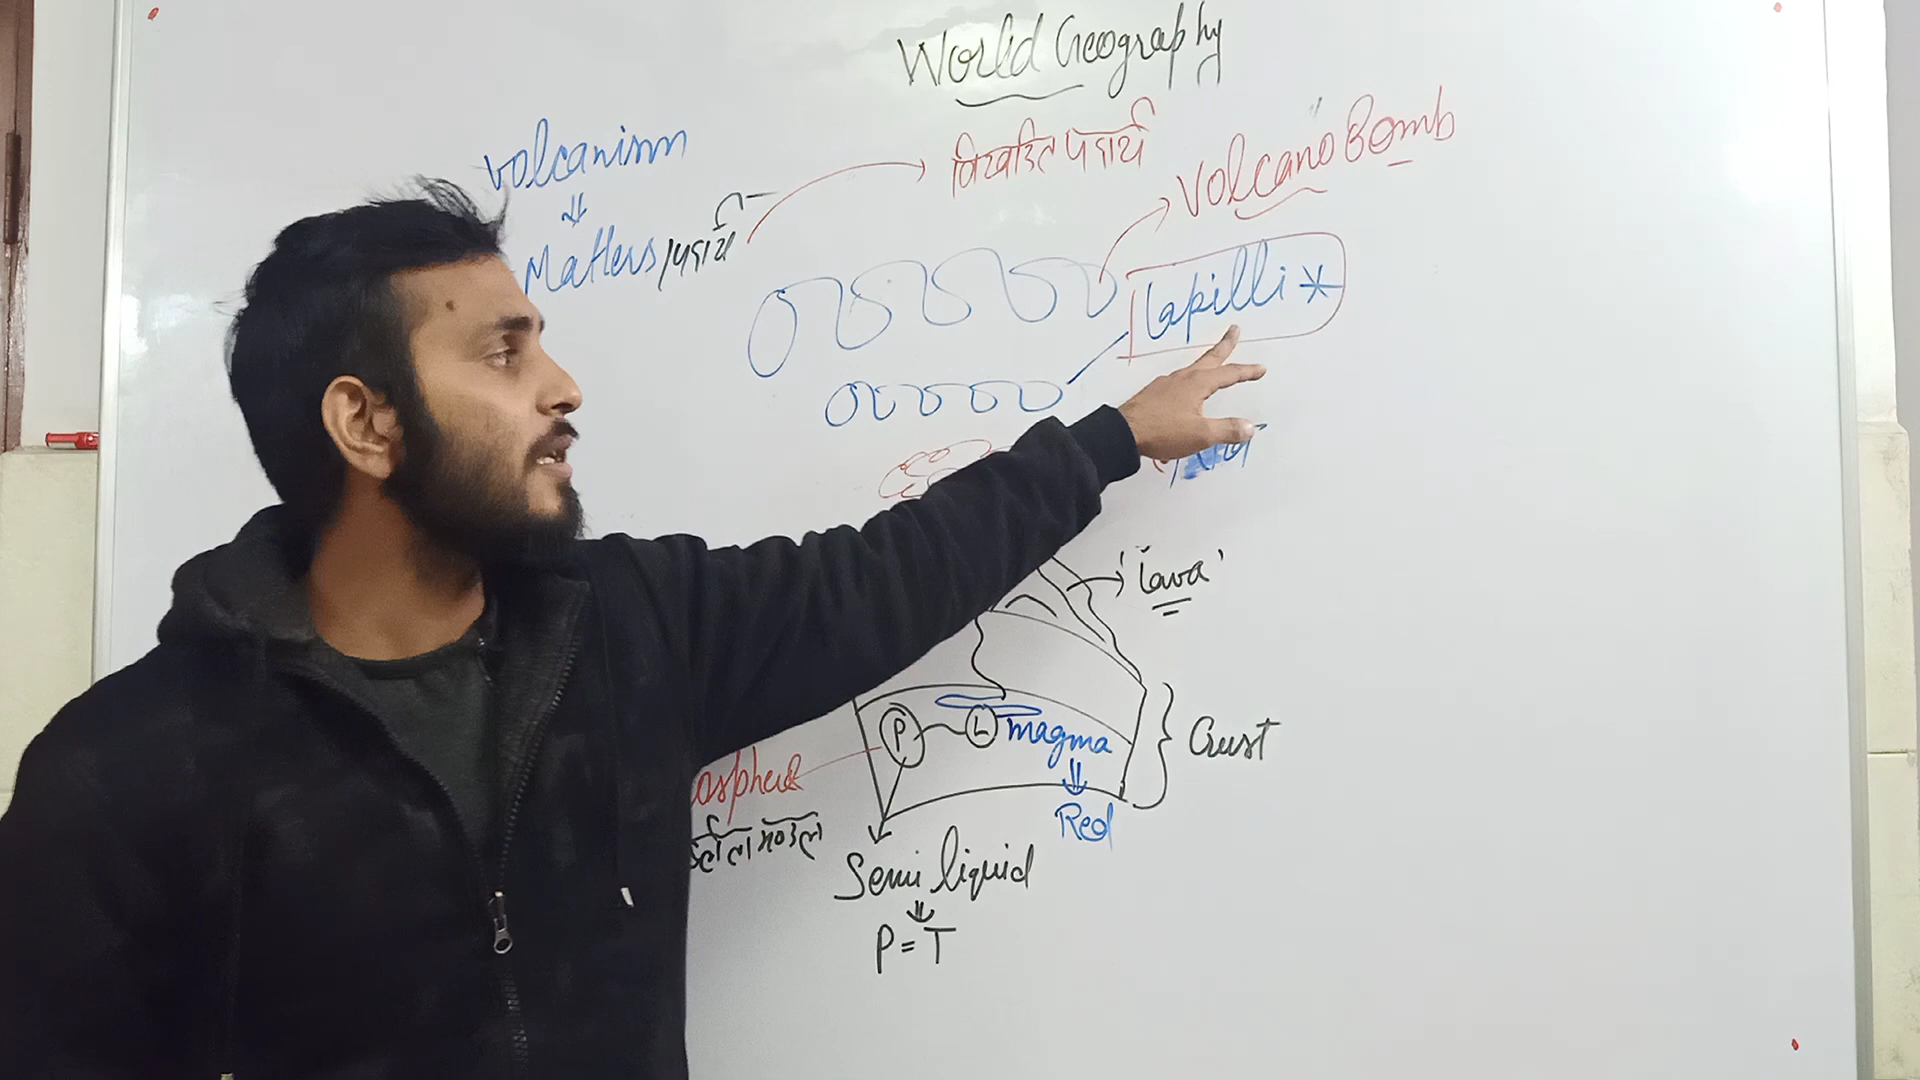 World Geography
volcanism
⇓
Matters/पदार्थ
विखंडित पदार्थ
Volcano Bomb
Lapilli *
'Lava'
P
L
magma
⇓
Red
Crust
Semi liquid
⇓
P = T